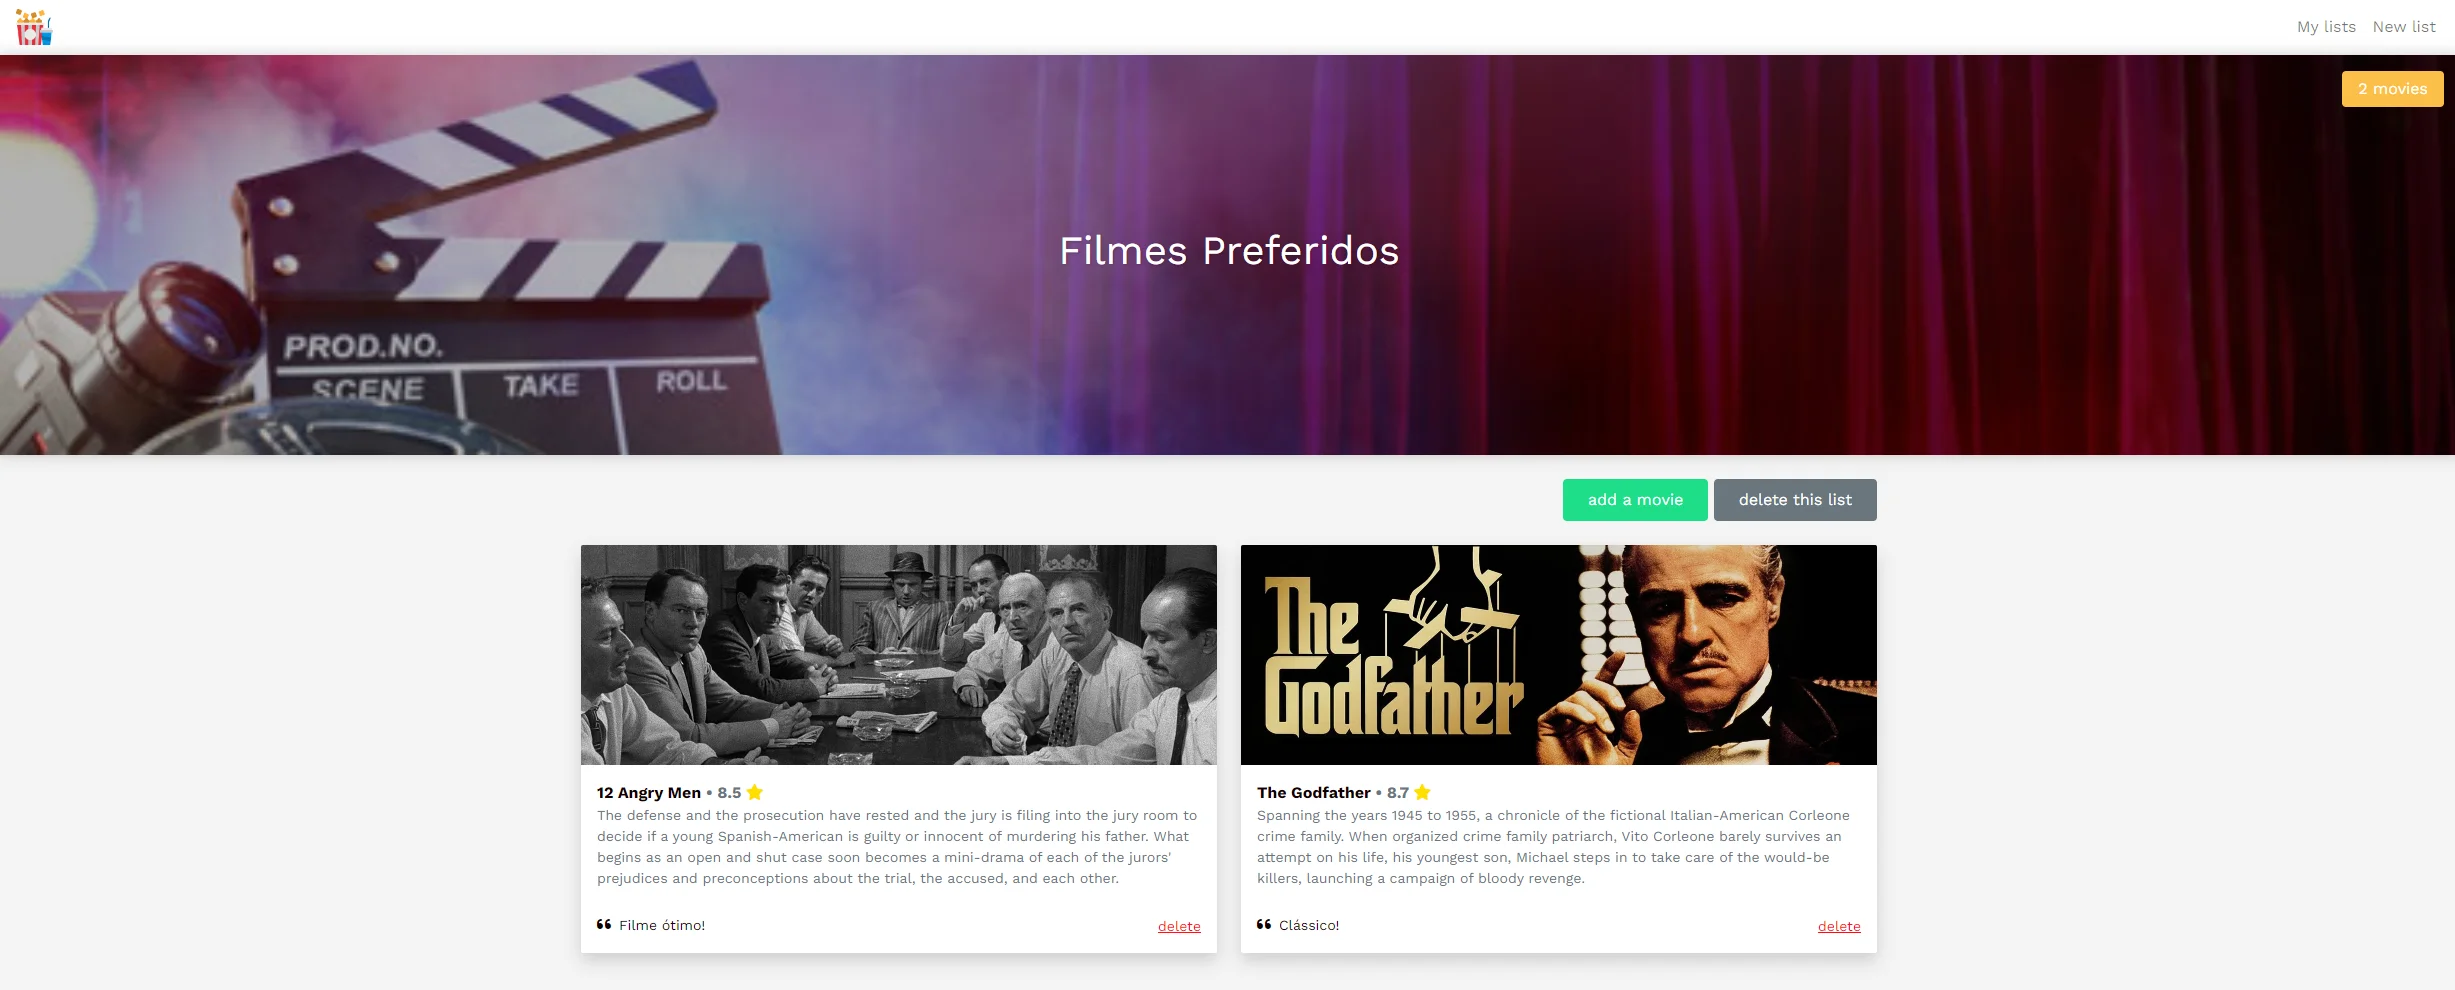 My lists New list
2 movies
Filmes Preferidos
PROD.NO.
SCENE TAKE ROLL
add a movie delete this list
The
Godfather
12 Angry Men • 8.5
The defense and the prosecution have rested and the jury is filing into the jury room to
decide if a young Spanish-American is guilty or innocent of murdering his father. What
begins as an open and shut case soon becomes a mini-drama of each of the jurors'
prejudices and preconceptions about the trial, the accused, and each other.
Filme ótimo!
delete
The Godfather • 8.7
Spanning the years 1945 to 1955, a chronicle of the fictional Italian-American Corleone
crime family. When organized crime family patriarch, Vito Corleone barely survives an
attempt on his life, his youngest son, Michael steps in to take care of the would-be
killers, launching a campaign of bloody revenge.
Clássico!
delete